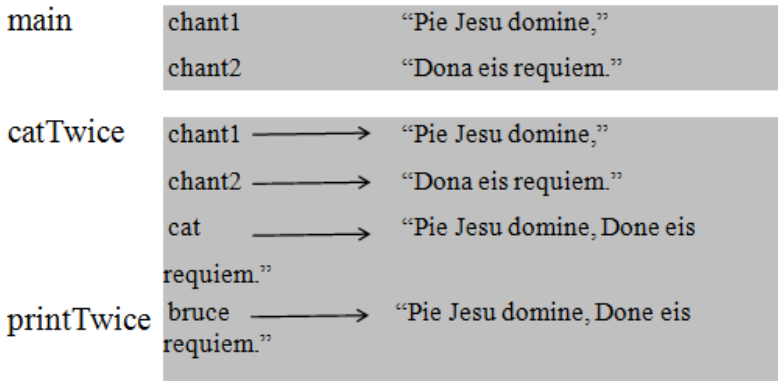 main chant1 “Pie Jesu domine,”
chant2 “Dona eis requiem.”
catTwice chant1 “Pie Jesu domine,”
chant2 “Dona eis requiem.”
cat “Pie Jesu domine, Done eis
requiem.”
printTwice bruce “Pie Jesu domine, Done eis
requiem.”